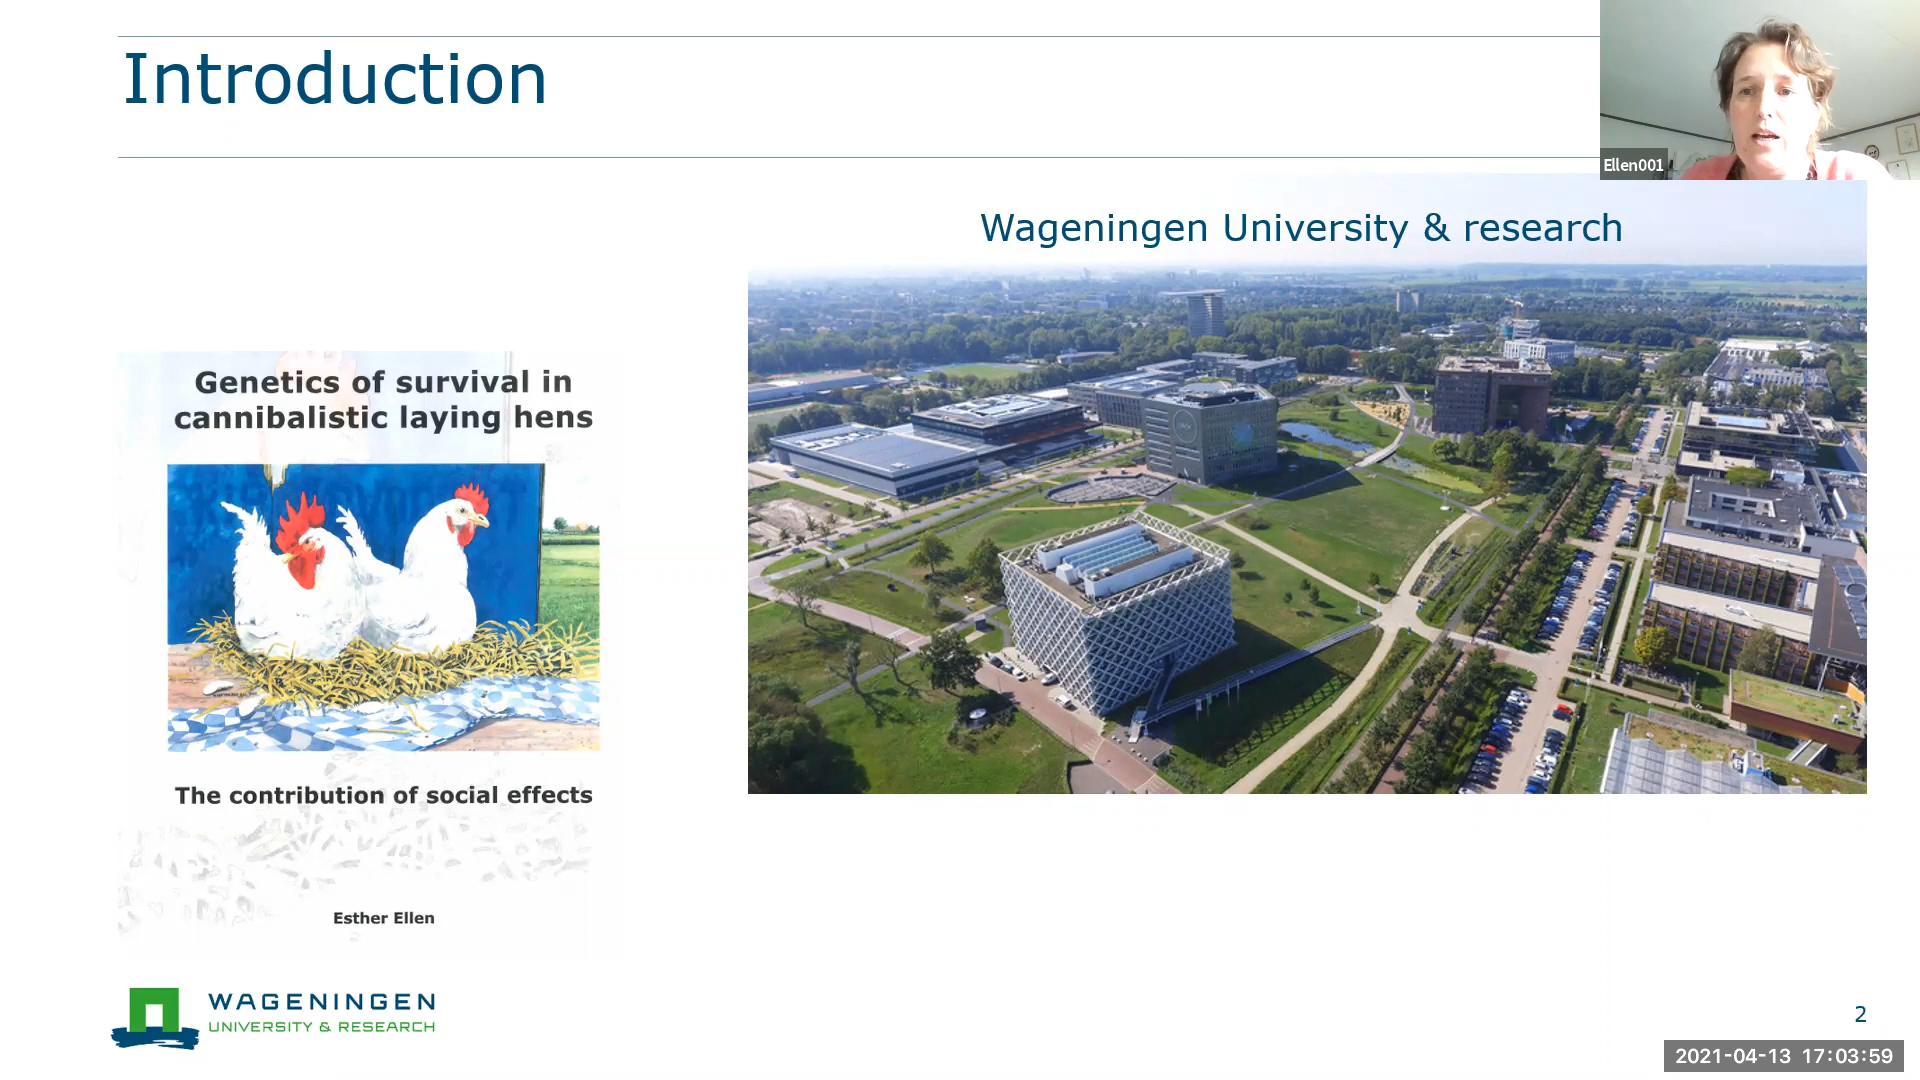 Introduction
Ellen001
Wageningen University & research
Genetics of survival in
cannibalistic laying hens
The contribution of social effects
Esther Ellen
WAGENINGEN
UNIVERSITY & RESEARCH
2
2021-04-13 17:03:59